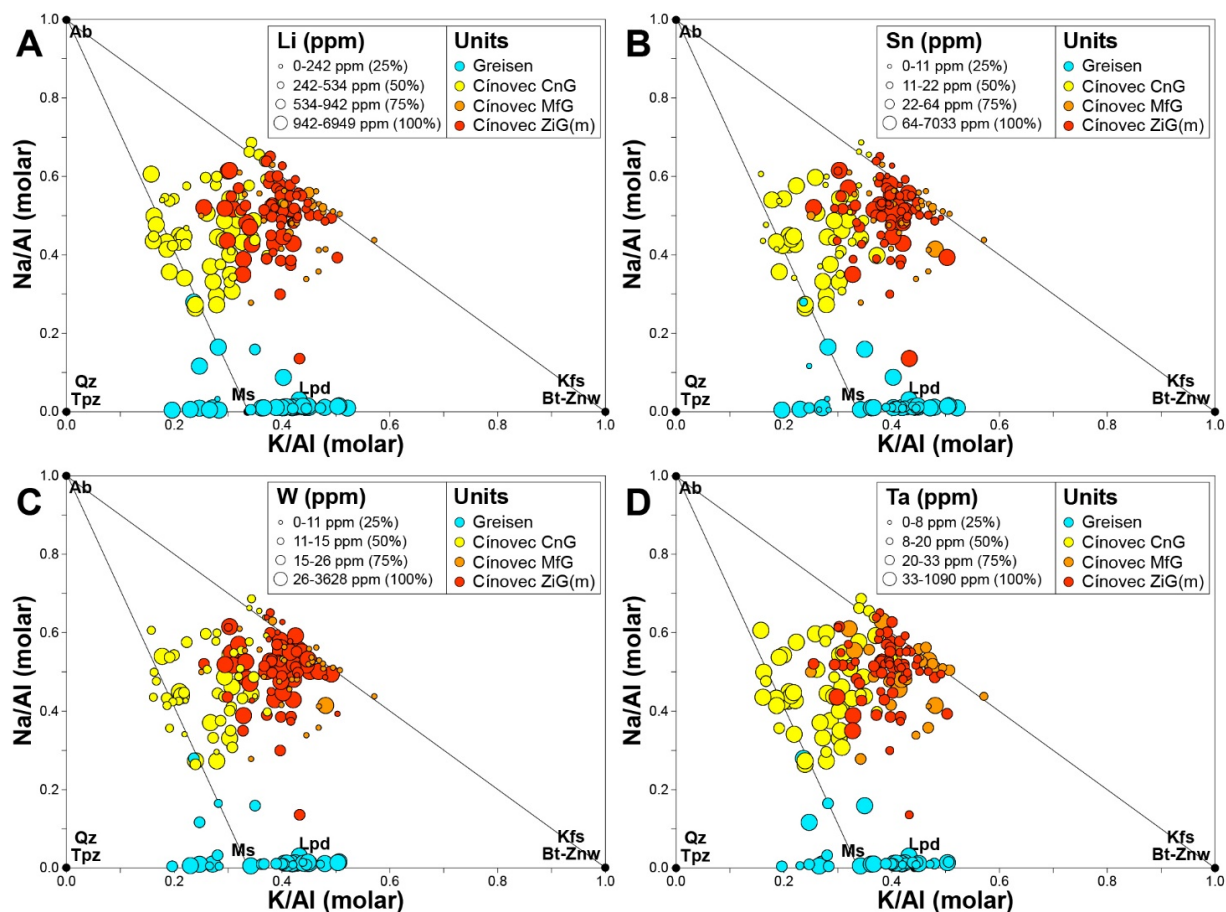 A
Ab
Li (ppm)
0-242 ppm (25%)
242-534 ppm (50%)
534-942 ppm (75%)
942-6949 ppm (100%)
Units
Greisen
Cínovec CnG
Cínovec MfG
Cínovec ZiG(m)
1.0
0.8
0.6
0.4
0.2
0.0
Na/Al (molar)
Qz
Tpz
Ms
Lpd
Kfs
Bt-Znw
0.0
0.2
0.4
0.6
0.8
1.0
K/Al (molar)
B
Ab
Sn (ppm)
0-11 ppm (25%)
11-22 ppm (50%)
22-64 ppm (75%)
64-7033 ppm (100%)
Units
Greisen
Cínovec CnG
Cínovec MfG
Cínovec ZiG(m)
1.0
0.8
0.6
0.4
0.2
0.0
Na/Al (molar)
Qz
Tpz
Ms
Lpd
Kfs
Bt-Znw
0.0
0.2
0.4
0.6
0.8
1.0
K/Al (molar)
C
Ab
W (ppm)
0-11 ppm (25%)
11-15 ppm (50%)
15-26 ppm (75%)
26-3628 ppm (100%)
Units
Greisen
Cínovec CnG
Cínovec MfG
Cínovec ZiG(m)
1.0
0.8
0.6
0.4
0.2
0.0
Na/Al (molar)
Qz
Tpz
Ms
Lpd
Kfs
Bt-Znw
0.0
0.2
0.4
0.6
0.8
1.0
K/Al (molar)
D
Ab
Ta (ppm)
0-8 ppm (25%)
8-20 ppm (50%)
20-33 ppm (75%)
33-1090 ppm (100%)
Units
Greisen
Cínovec CnG
Cínovec MfG
Cínovec ZiG(m)
1.0
0.8
0.6
0.4
0.2
0.0
Na/Al (molar)
Qz
Tpz
Ms
Lpd
Kfs
Bt-Znw
0.0
0.2
0.4
0.6
0.8
1.0
K/Al (molar)